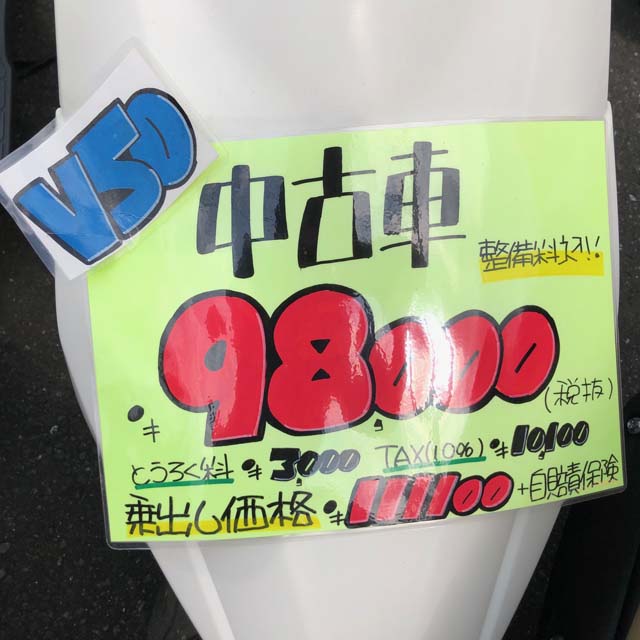 V50
中古車
整備料込!!
¥98,000(税抜)
とうろく料 ¥3,000 TAX(10%) ¥10,100
乗出し価格 ¥111,100 +自賠責保険